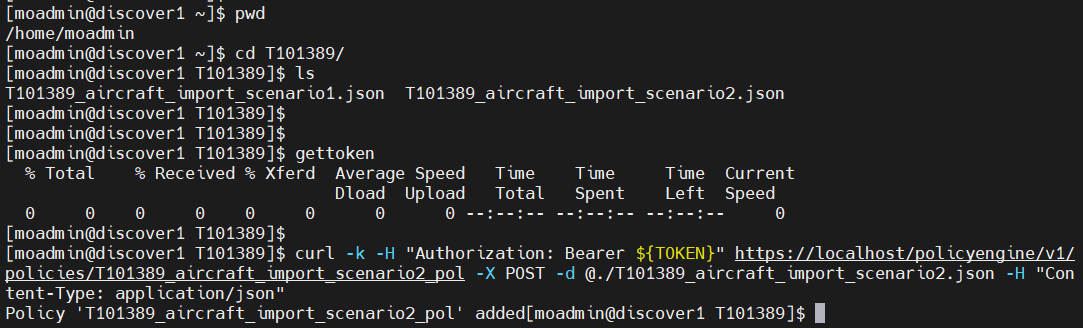 [moadmin@discover1 ~]$ pwd
/home/moadmin
[moadmin@discover1 ~]$ cd T101389/
[moadmin@discover1 T101389]$ ls
T101389_aircraft_import_scenario1.json  T101389_aircraft_import_scenario2.json
[moadmin@discover1 T101389]$
[moadmin@discover1 T101389]$
[moadmin@discover1 T101389]$ gettoken
  % Total    % Received % Xferd  Average Speed   Time    Time     Time  Current
                                 Dload  Upload   Total   Spent    Left  Speed
  0     0    0     0    0     0      0      0 --:--:-- --:--:-- --:--:--     0
[moadmin@discover1 T101389]$
[moadmin@discover1 T101389]$ curl -k -H "Authorization: Bearer ${TOKEN}" https://localhost/policyengine/v1/
policies/T101389_aircraft_import_scenario2_pol -X POST -d @./T101389_aircraft_import_scenario2.json -H "Con
tent-Type: application/json"
Policy 'T101389_aircraft_import_scenario2_pol' added[moadmin@discover1 T101389]$